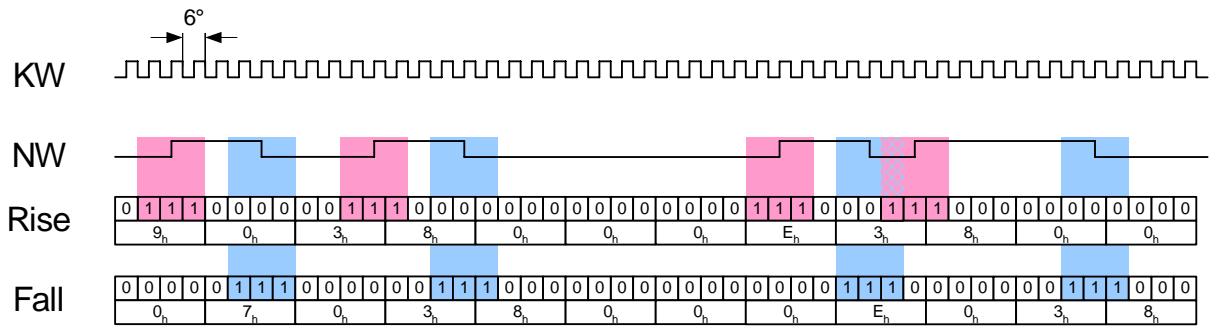 6°
KW
NW
Rise
0 1 1 1 0 0 0 0 0 0 1 1 1 0 0 0 0 0 0 0 0 0 0 0 0 0 0 0 1 1 1 0 0 0 1 1 1 0 0 0 0 0 0 0 0 0 0 0
9h 0h 3h 8h 0h 0h 0h Eh 3h 8h 0h 0h
Fall
0 0 0 0 0 1 1 1 0 0 0 0 0 0 1 1 1 0 0 0 0 0 0 0 0 0 0 0 0 0 0 0 1 1 1 0 0 0 0 0 0 0 1 1 1 0 0 0
0h 7h 0h 3h 8h 0h 0h 0h Eh 0h 3h 8h